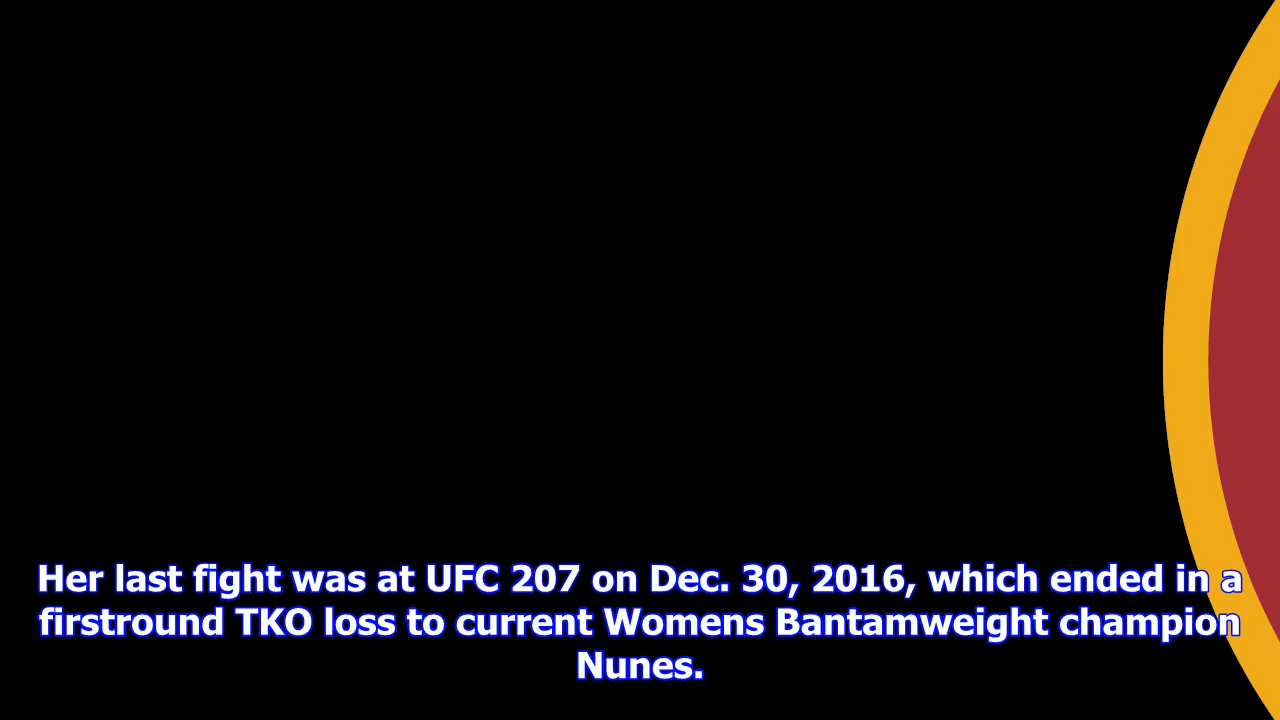 Her last fight was at UFC 207 on Dec. 30, 2016, which ended in a
firstround TKO loss to current Womens Bantamweight champion
Nunes.